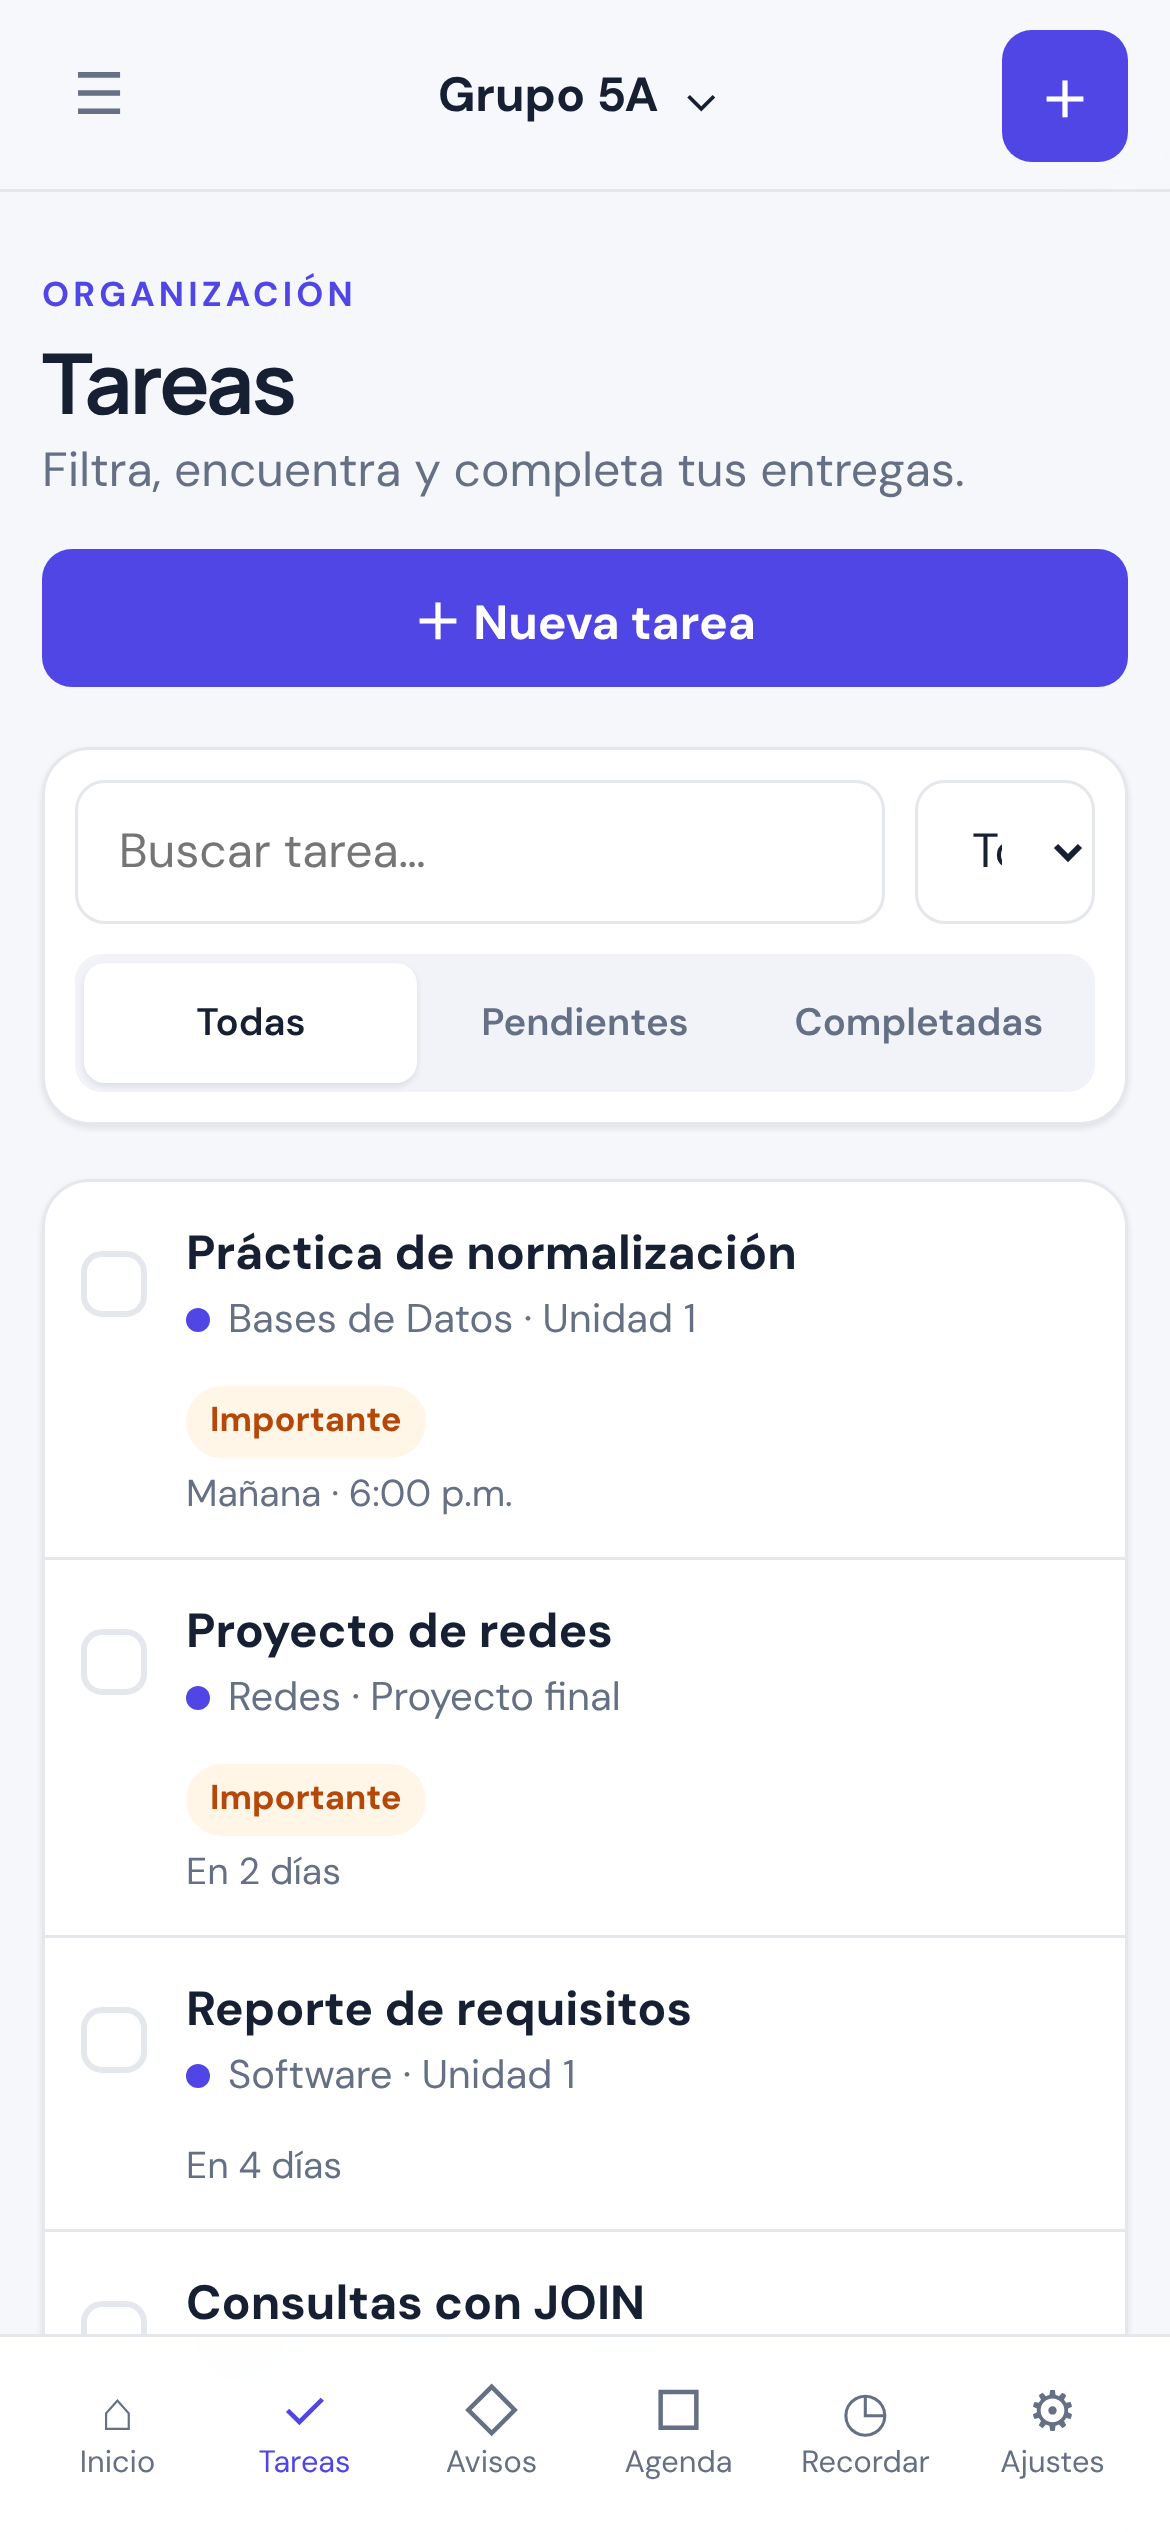 Grupo 5A
+
ORGANIZACIÓN
Tareas
Filtra, encuentra y completa tus entregas.
+ Nueva tarea
Buscar tarea...
Todas Pendientes Completadas
Práctica de normalización
Bases de Datos · Unidad 1
Importante
Mañana · 6:00 p.m.
Proyecto de redes
Redes · Proyecto final
Importante
En 2 días
Reporte de requisitos
Software · Unidad 1
En 4 días
Consultas con JOIN
Inicio Tareas Avisos Agenda Recordar Ajustes